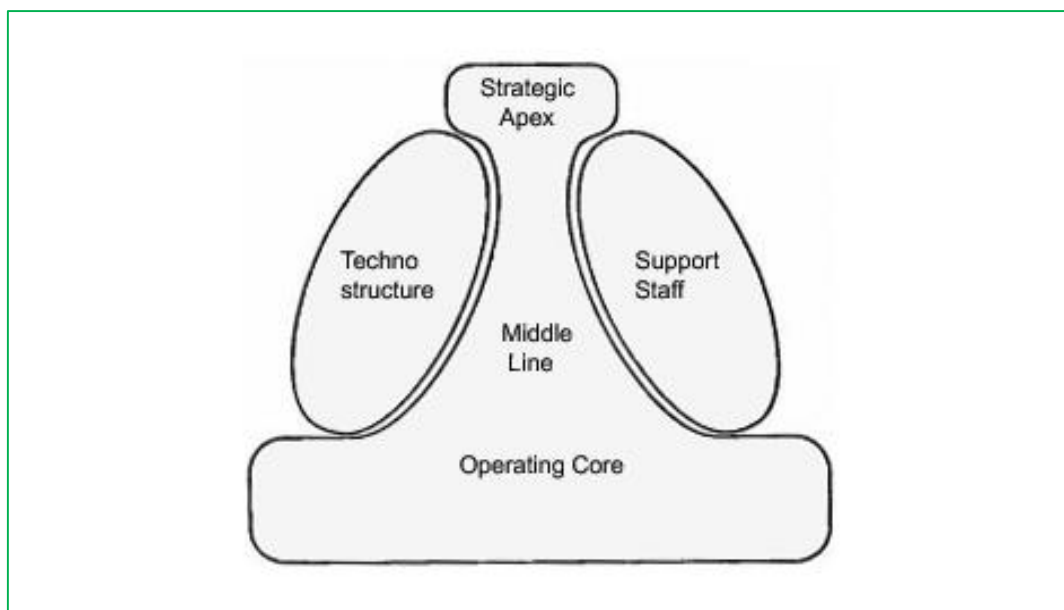 Strategic
Apex
Techno
structure
Support
Staff
Middle
Line
Operating Core